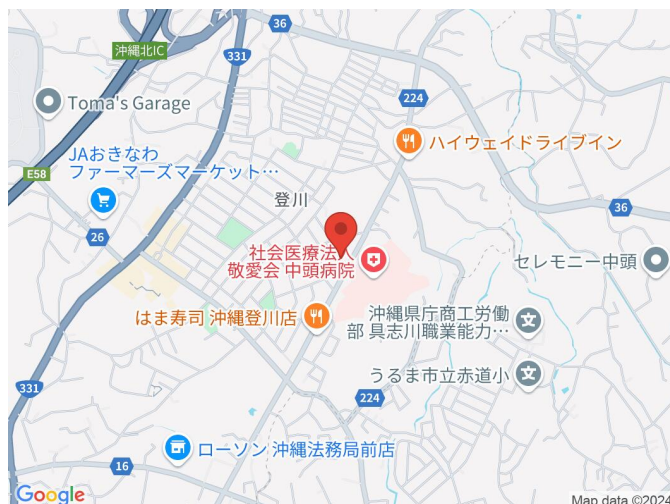 36
沖縄北IC
331
Toma's Garage
224
ハイウェイドライブイン
JAおきなわ
ファーマーズマーケット…
E58
登川
36
26
社会医療法人
敬愛会 中頭病院
セレモニー中頭
はま寿司 沖縄登川店
沖縄県庁商工労働
部 具志川職業能力…
文
うるま市立赤道小
文
331
224
ローソン 沖縄法務局前店
16
Google
Map data ©2024